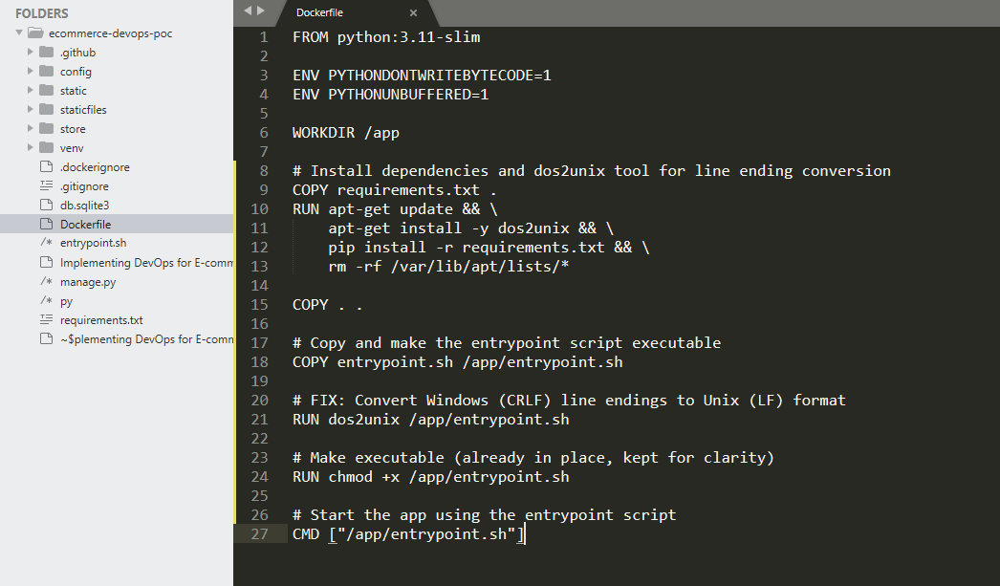 FOLDERS
ecommerce-devops-poc
.github
config
static
staticfiles
store
venv
.dockerignore
.gitignore
db.sqlite3
Dockerfile
entrypoint.sh
Implementing DevOps for E-comm
manage.py
py
requirements.txt
~$plementing DevOps for E-comm
Dockerfile ×
1 FROM python:3.11-slim
2
3 ENV PYTHONDONTWRITEBYTECODE=1
4 ENV PYTHONUNBUFFERED=1
5
6 WORKDIR /app
7
8 # Install dependencies and dos2unix tool for line ending conversion
9 COPY requirements.txt .
10 RUN apt-get update && \
11     apt-get install -y dos2unix && \
12     pip install -r requirements.txt && \
13     rm -rf /var/lib/apt/lists/*
14
15 COPY . .
16
17 # Copy and make the entrypoint script executable
18 COPY entrypoint.sh /app/entrypoint.sh
19
20 # FIX: Convert Windows (CRLF) line endings to Unix (LF) format
21 RUN dos2unix /app/entrypoint.sh
22
23 # Make executable (already in place, kept for clarity)
24 RUN chmod +x /app/entrypoint.sh
25
26 # Start the app using the entrypoint script
27 CMD ["/app/entrypoint.sh"]